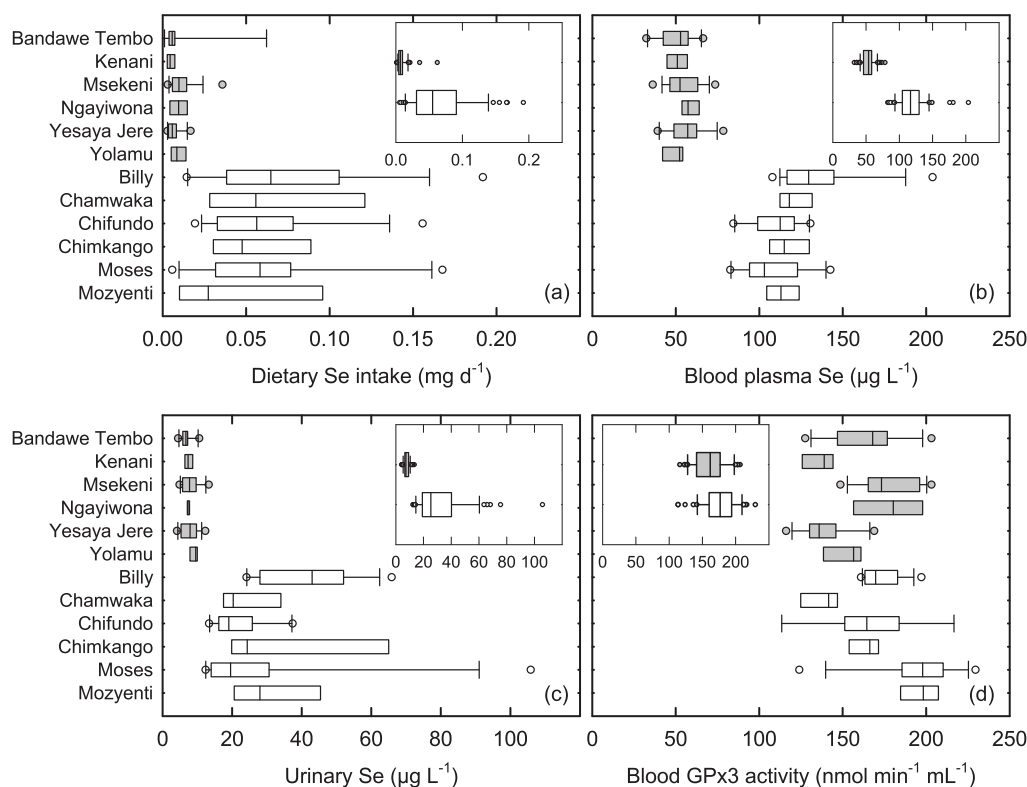 Bandawe Tembo
Kenani
Msekeni
Ngayiwona
Yesaya Jere
Yolamu
Billy
Chamwaka
Chifundo
Chimkango
Moses
Mozyenti
0.0 0.1 0.2
(a)
0.00 0.05 0.10 0.15 0.20
Dietary Se intake (mg d⁻¹)
0 50 100 150 200
(b)
0 50 100 150 200 250
Blood plasma Se (µg L⁻¹)
Bandawe Tembo
Kenani
Msekeni
Ngayiwona
Yesaya Jere
Yolamu
Billy
Chamwaka
Chifundo
Chimkango
Moses
Mozyenti
0 20 40 60 80 100
(c)
0 20 40 60 80 100
Urinary Se (µg L⁻¹)
0 50 100 150 200
(d)
0 50 100 150 200 250
Blood GPx3 activity (nmol min⁻¹ mL⁻¹)